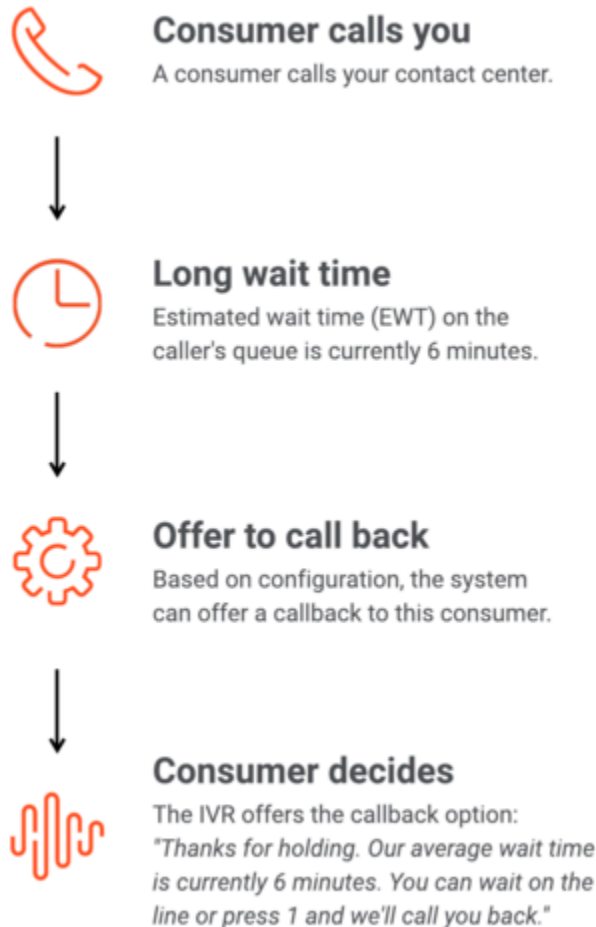 Consumer calls you
A consumer calls your contact center.
Long wait time
Estimated wait time (EWT) on the
caller's queue is currently 6 minutes.
Offer to call back
Based on configuration, the system
can offer a callback to this consumer.
Consumer decides
The IVR offers the callback option:
"Thanks for holding. Our average wait time
is currently 6 minutes. You can wait on the
line or press 1 and we'll call you back."